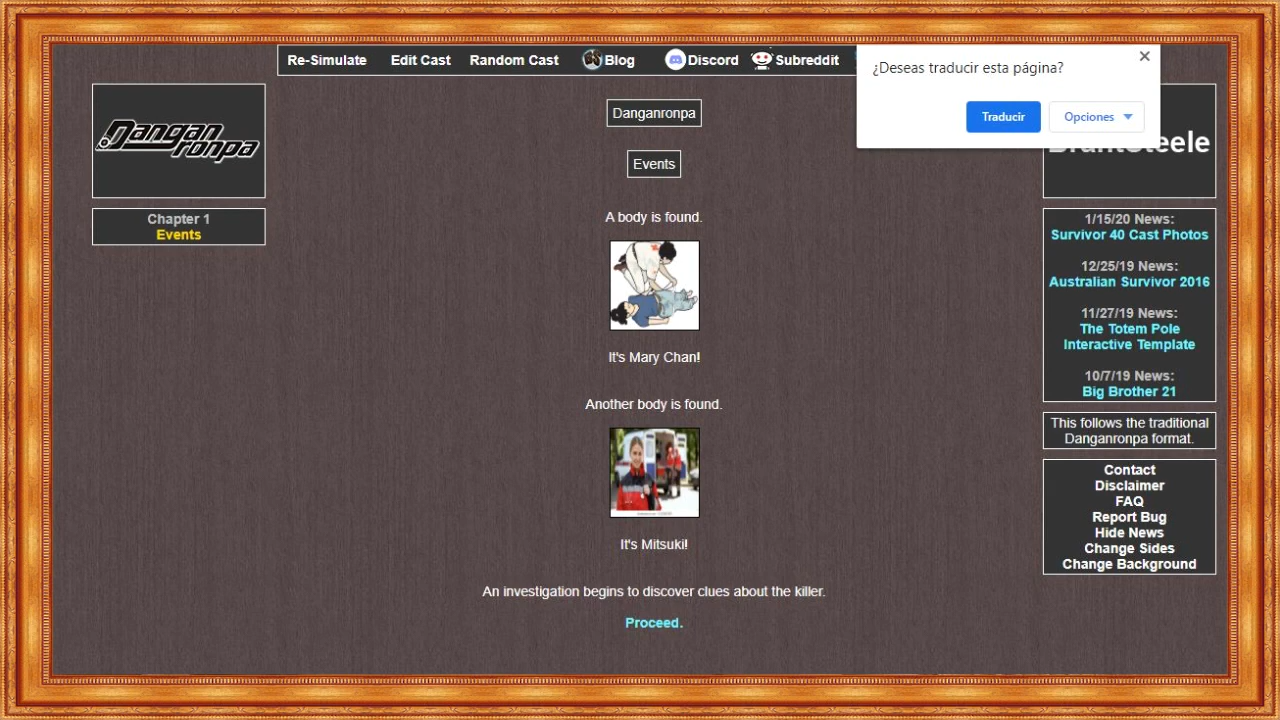 Re-Simulate Edit Cast Random Cast Blog Discord Subreddit
¿Deseas traducir esta página?
Traducir
Opciones
Danganronpa
Chapter 1
Events
Danganronpa
Events
A body is found.
It's Mary Chan!
Another body is found.
It's Mitsuki!
An investigation begins to discover clues about the killer.
Proceed.
BrantSteele
1/15/20 News:
Survivor 40 Cast Photos
12/25/19 News:
Australian Survivor 2016
11/27/19 News:
The Totem Pole
Interactive Template
10/7/19 News:
Big Brother 21
This follows the traditional
Danganronpa format.
Contact
Disclaimer
FAQ
Report Bug
Hide News
Change Sides
Change Background